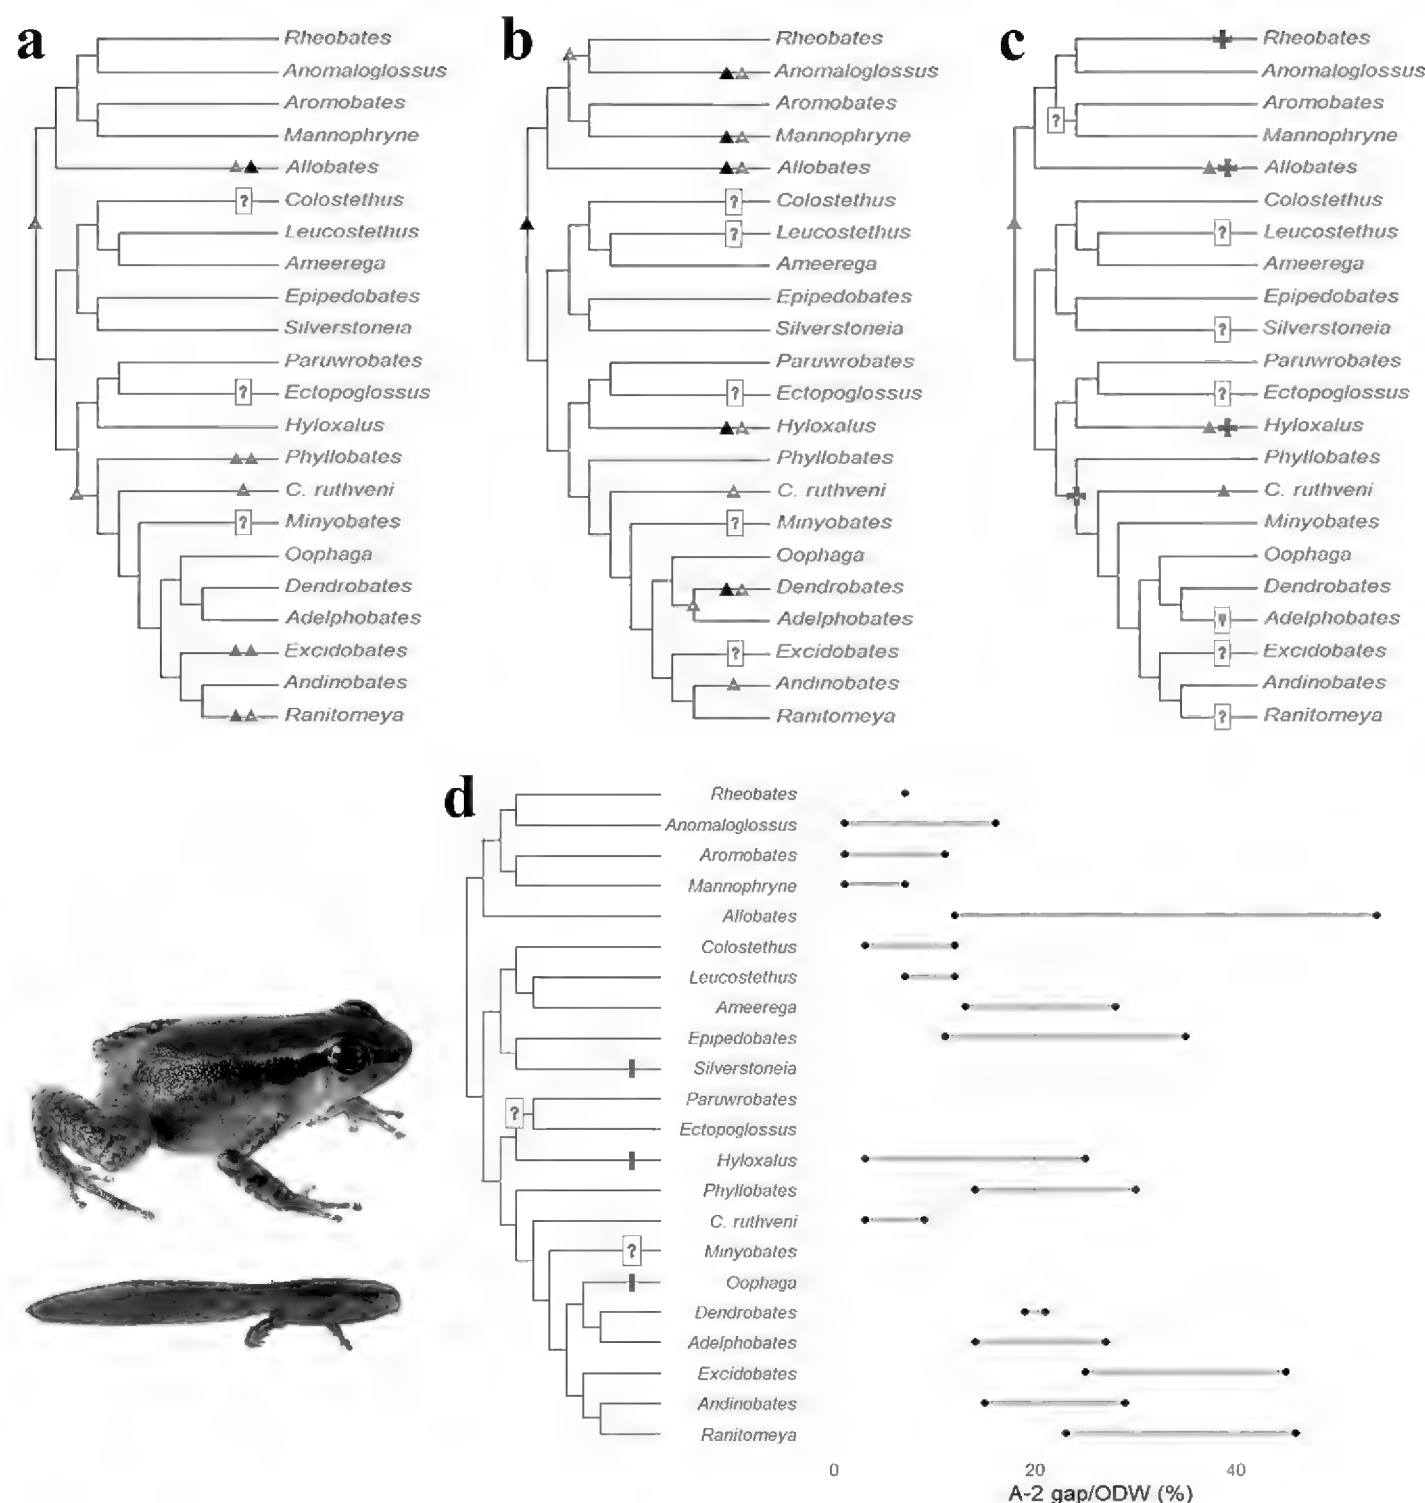 a
Rheobates
Anomaloglossus
Aromobates
Mannophryne
Allobates
? Colostethus
Leucostethus
Ameerega
Epipedobates
Silverstoneia
Paruwrobates
? Ectopoglossus
Hyloxalus
Phyllobates
C. ruthveni
? Minyobates
Oophaga
Dendrobates
Adelphobates
Excidobates
Andinobates
Ranitomeya
b
Rheobates
Anomaloglossus
Aromobates
Mannophryne
Allobates
? Colostethus
? Leucostethus
Ameerega
Epipedobates
Silverstoneia
Paruwrobates
? Ectopoglossus
Hyloxalus
Phyllobates
C. ruthveni
? Minyobates
Oophaga
Dendrobates
Adelphobates
? Excidobates
Andinobates
Ranitomeya
c
Rheobates
Anomaloglossus
Aromobates
?
Mannophryne
Allobates
Colostethus
? Leucostethus
Ameerega
Epipedobates
? Silverstoneia
Paruwrobates
? Ectopoglossus
Hyloxalus
Phyllobates
C. ruthveni
Minyobates
Oophaga
Dendrobates
? Adelphobates
? Excidobates
Andinobates
? Ranitomeya
d
Rheobates
Anomaloglossus
Aromobates
Mannophryne
Allobates
Colostethus
Leucostethus
Ameerega
Epipedobates
Silverstoneia
Paruwrobates
?
Ectopoglossus
Hyloxalus
Phyllobates
C. ruthveni
? Minyobates
Oophaga
Dendrobates
Adelphobates
Excidobates
Andinobates
Ranitomeya
0 20 40
A-2 gap/ODW (%)